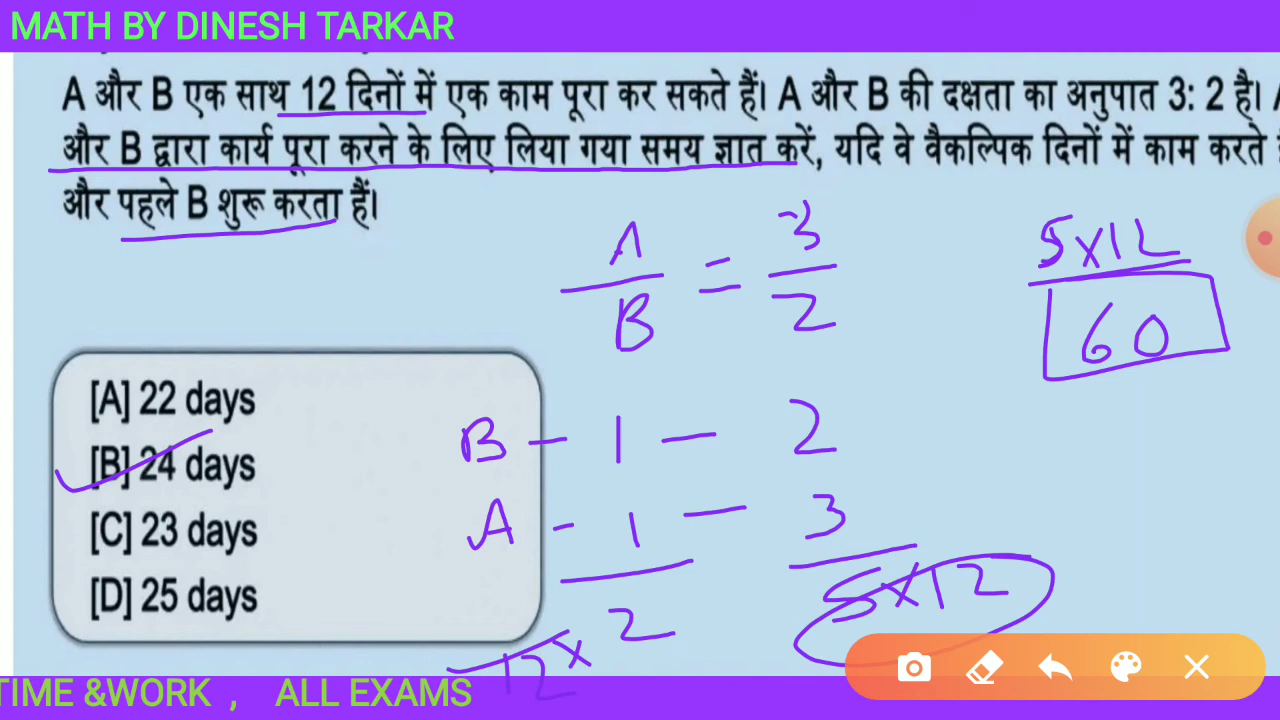 MATH BY DINESH TARKAR
A और B एक साथ 12 दिनों में एक काम पूरा कर सकते हैं। A और B की दक्षता का अनुपात 3: 2 है।
और B द्वारा कार्य पूरा करने के लिए लिया गया समय ज्ञात करें, यदि वे वैकल्पिक दिनों में काम करते
और पहले B शुरू करता हैं।
A/B = 3/2
5x12
60
[A] 22 days
[B] 24 days
[C] 23 days
[D] 25 days
B - 1 - 2
A - 1 - 3
2 5x12
12 x
TIME &WORK , ALL EXAMS